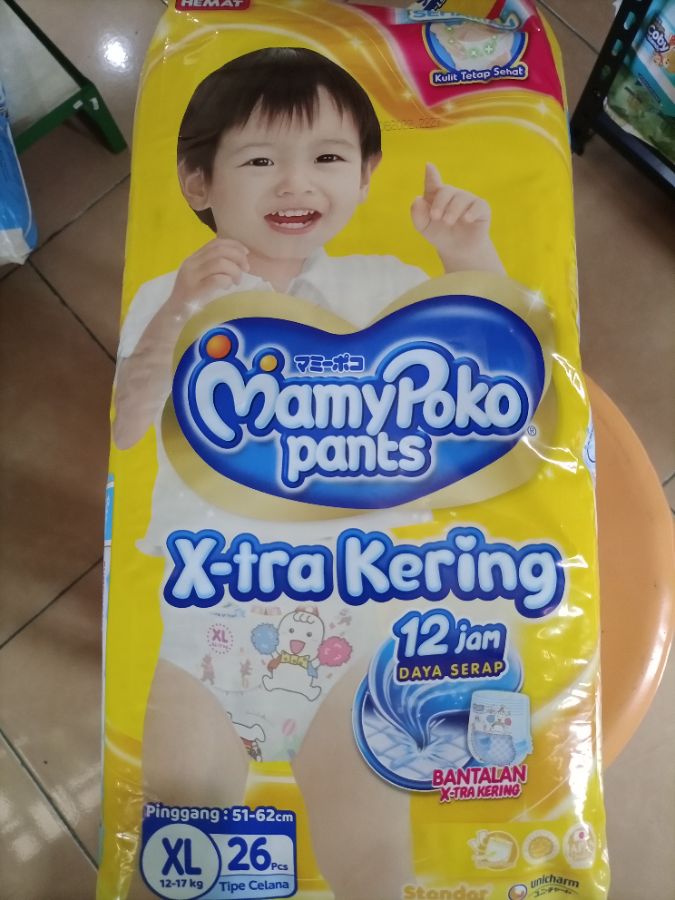 HEMAT
Kulit Tetap Sehat
マミーポコ
MamyPoko®
pants
X-tra Kering
12 jam
DAYA SERAP
XL
BANTALAN
X-TRA KERING
Pinggang : 51-62cm
XL
12-17 kg
26 Pcs
Tipe Celana
Standar
unicharm
ユニ・チャーム